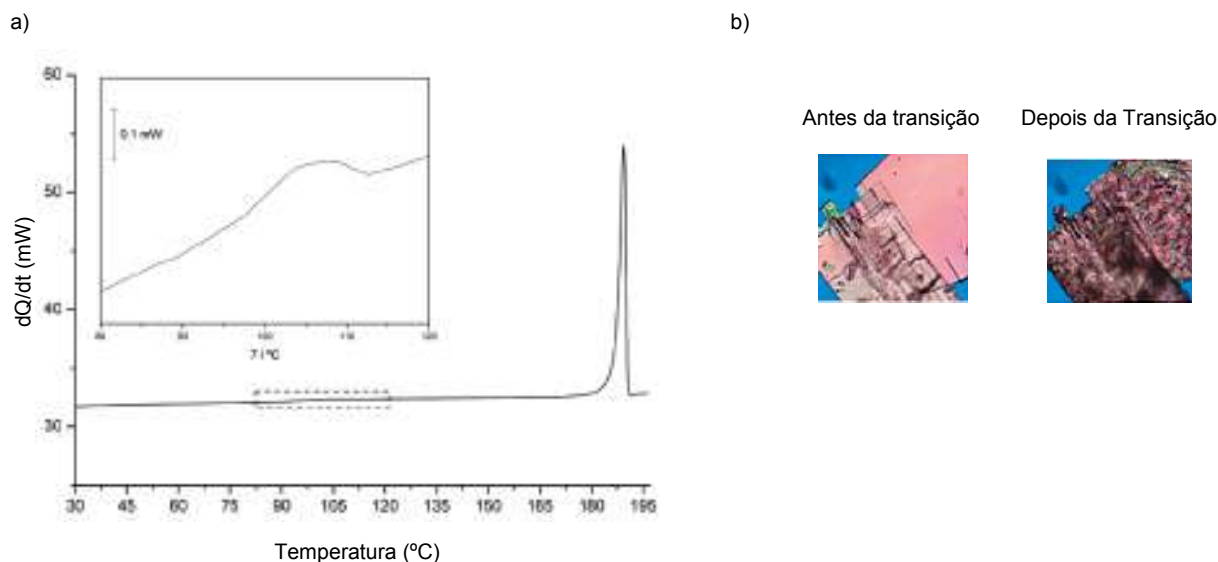 a)
b)
Antes da transição
Depois da Transição
60
50
40
30
dQ/dt (mW)
0.1 mW
100
30 45 60 75 90 105 120 135 150 165 180 195
Temperatura (ºC)